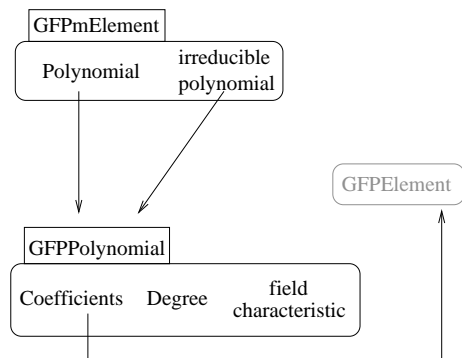 GFPmElement
Polynomial
irreducible
polynomial
GFPElement
GFPPolynomial
Coefficients
Degree
field
characteristic